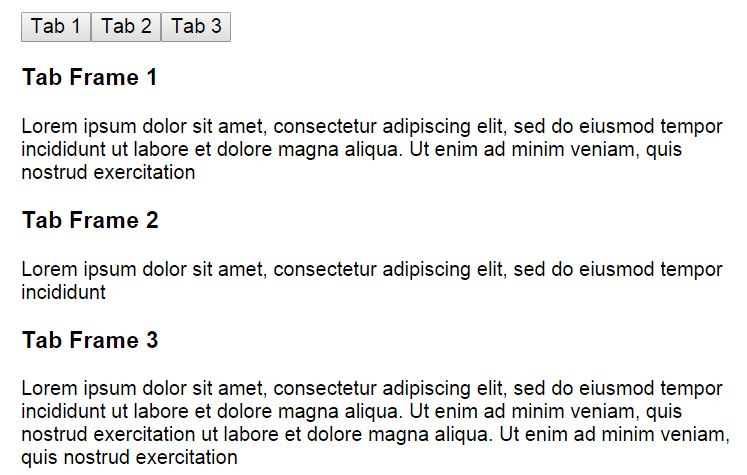 Tab 1 Tab 2 Tab 3
Tab Frame 1
Lorem ipsum dolor sit amet, consectetur adipiscing elit, sed do eiusmod tempor
incididunt ut labore et dolore magna aliqua. Ut enim ad minim veniam, quis
nostrud exercitation
Tab Frame 2
Lorem ipsum dolor sit amet, consectetur adipiscing elit, sed do eiusmod tempor
incididunt
Tab Frame 3
Lorem ipsum dolor sit amet, consectetur adipiscing elit, sed do eiusmod tempor
incididunt ut labore et dolore magna aliqua. Ut enim ad minim veniam, quis
nostrud exercitation ut labore et dolore magna aliqua. Ut enim ad minim veniam,
quis nostrud exercitation